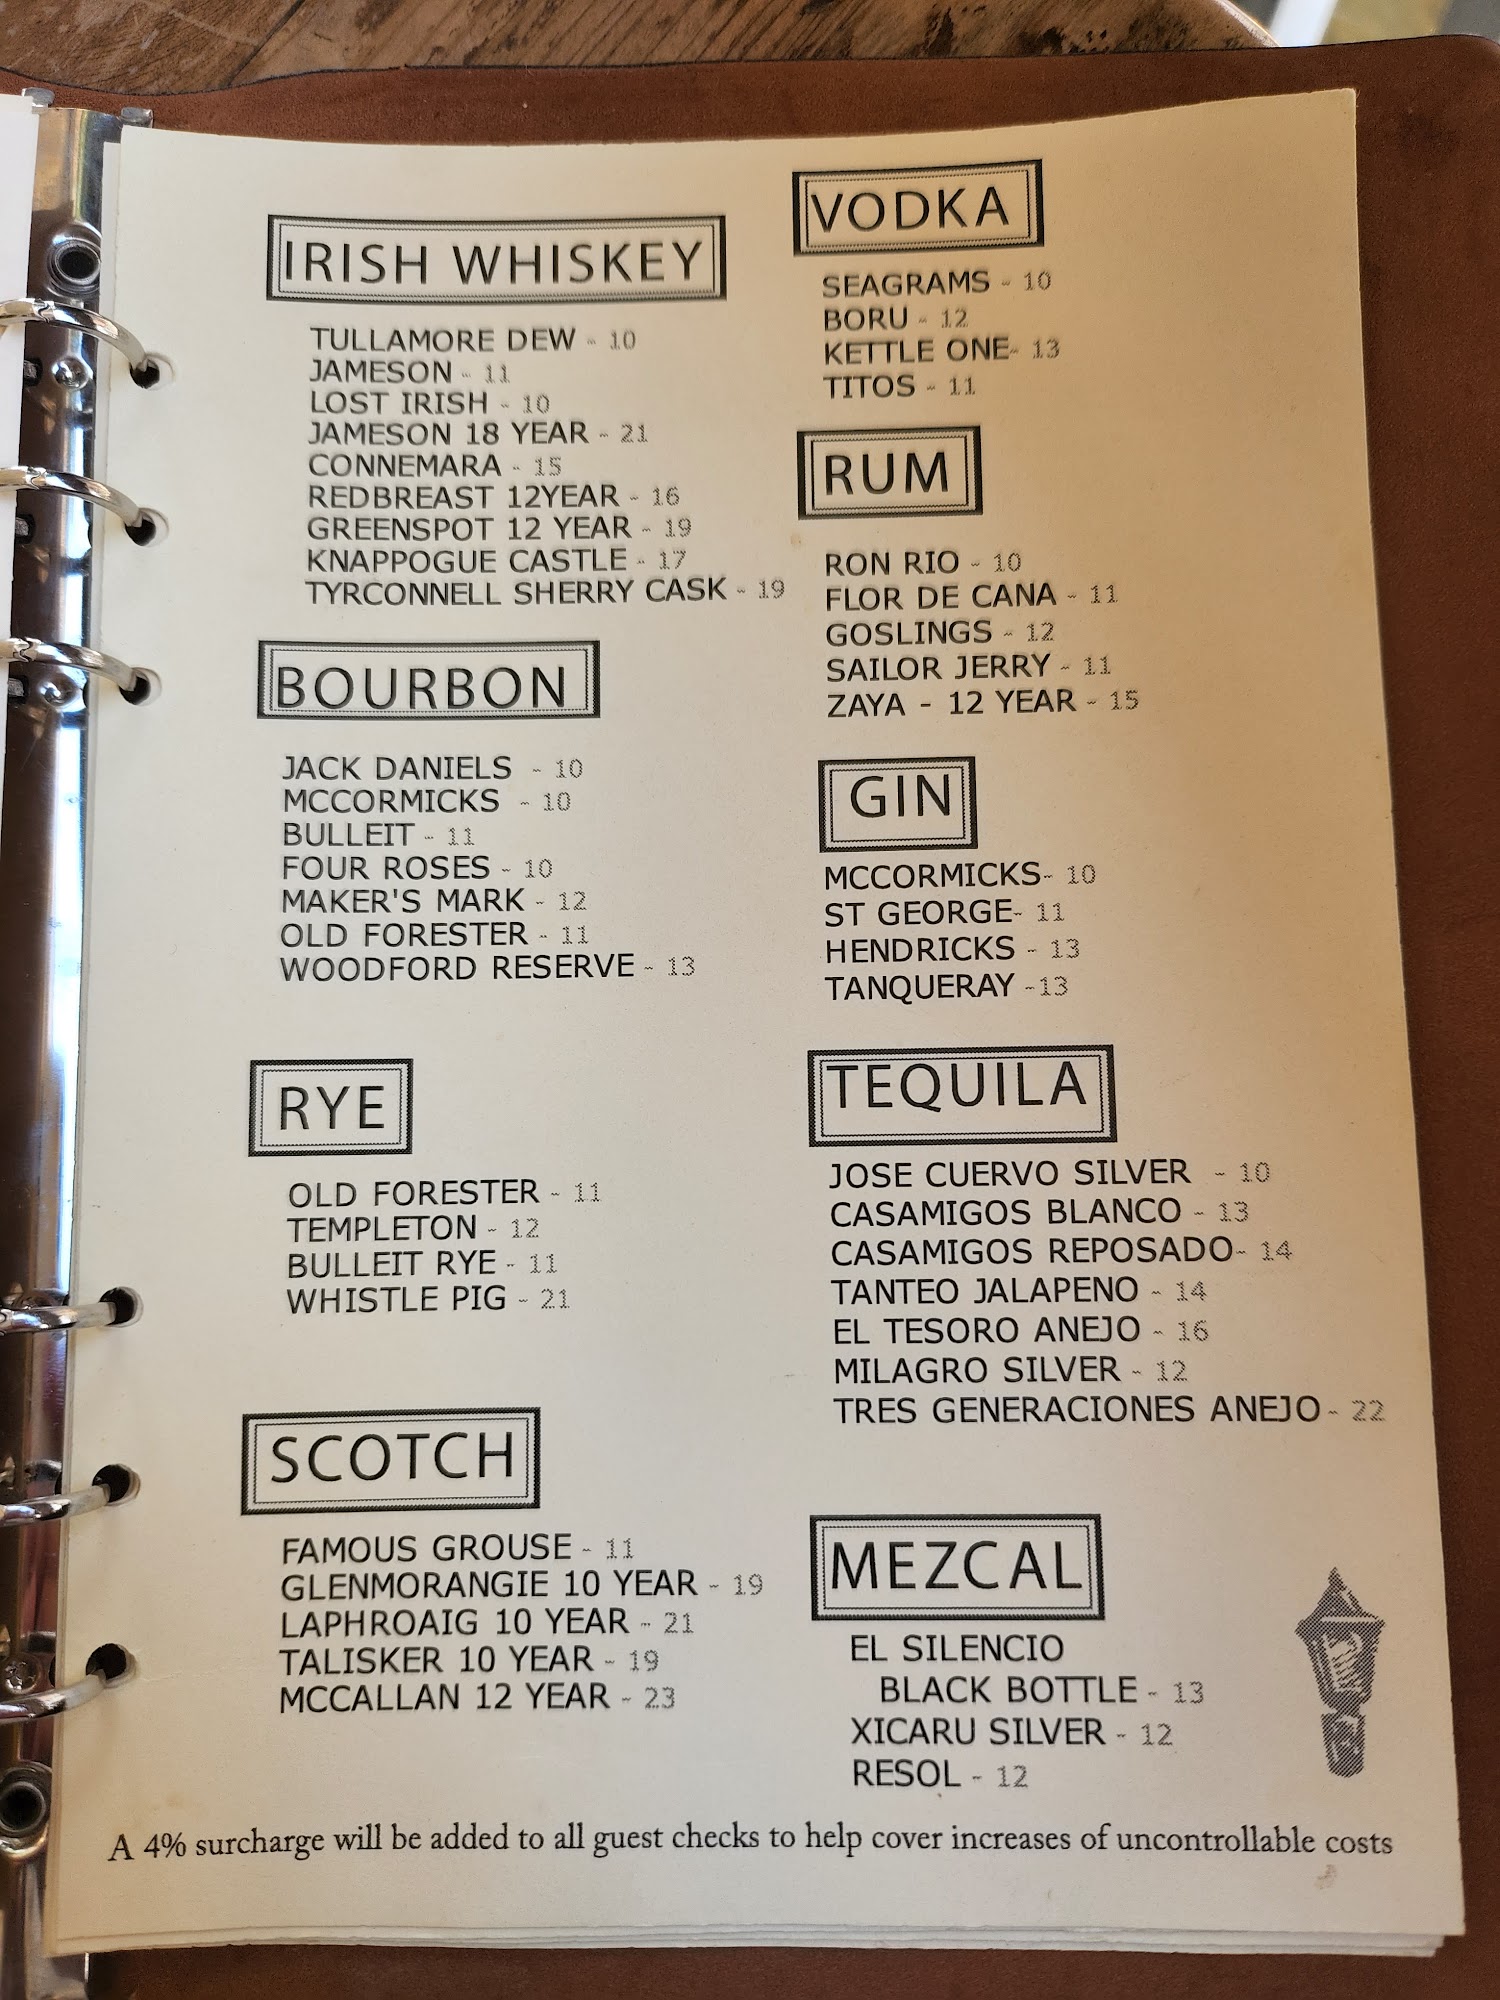 IRISH WHISKEY
TULLAMORE DEW - 10
JAMESON - 11
LOST IRISH - 10
JAMESON 18 YEAR - 21
CONNEMARA - 15
REDBREAST 12YEAR - 16
GREENSPOT 12 YEAR - 19
KNAPPOGUE CASTLE - 17
TYRCONNELL SHERRY CASK - 19
BOURBON
JACK DANIELS - 10
MCCORMICKS - 10
BULLEIT - 11
FOUR ROSES - 10
MAKER'S MARK - 12
OLD FORESTER - 11
WOODFORD RESERVE - 13
RYE
OLD FORESTER - 11
TEMPLETON - 12
BULLEIT RYE - 11
WHISTLE PIG - 21
SCOTCH
FAMOUS GROUSE - 11
GLENMORANGIE 10 YEAR - 19
LAPHROAIG 10 YEAR - 21
TALISKER 10 YEAR - 19
MCCALLAN 12 YEAR - 23
VODKA
SEAGRAMS - 10
BORU - 12
KETTLE ONE- 13
TITOS - 11
RUM
RON RIO - 10
FLOR DE CANA - 11
GOSLINGS - 12
SAILOR JERRY - 11
ZAYA - 12 YEAR - 15
GIN
MCCORMICKS- 10
ST GEORGE- 11
HENDRICKS - 13
TANQUERAY -13
TEQUILA
JOSE CUERVO SILVER - 10
CASAMIGOS BLANCO - 13
CASAMIGOS REPOSADO- 14
TANTEO JALAPENO - 14
EL TESORO ANEJO - 16
MILAGRO SILVER - 12
TRES GENERACIONES ANEJO - 22
MEZCAL
EL SILENCIO
BLACK BOTTLE - 13
XICARU SILVER - 12
RESOL - 12
A 4% surcharge will be added to all guest checks to help cover increases of uncontrollable costs